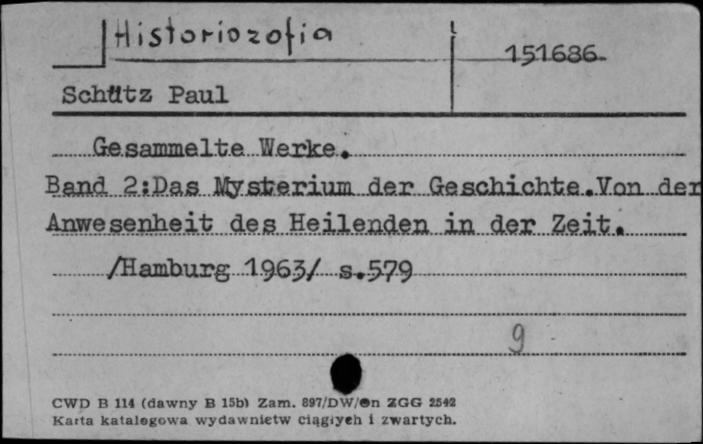 Historiozofia
151686
Schütz Paul
Gesammelte Werke.
Band 2:Das Mysterium der Geschichte.Von der
Anwesenheit des Heilenden in der Zeit.
/Hamburg 1963/ s.579
9
CWD B 114 (dawny B 15b) Zam. 897/DW/en ZGG 2542
Karta katalogowa wydawnictw ciągłych i zwartych.